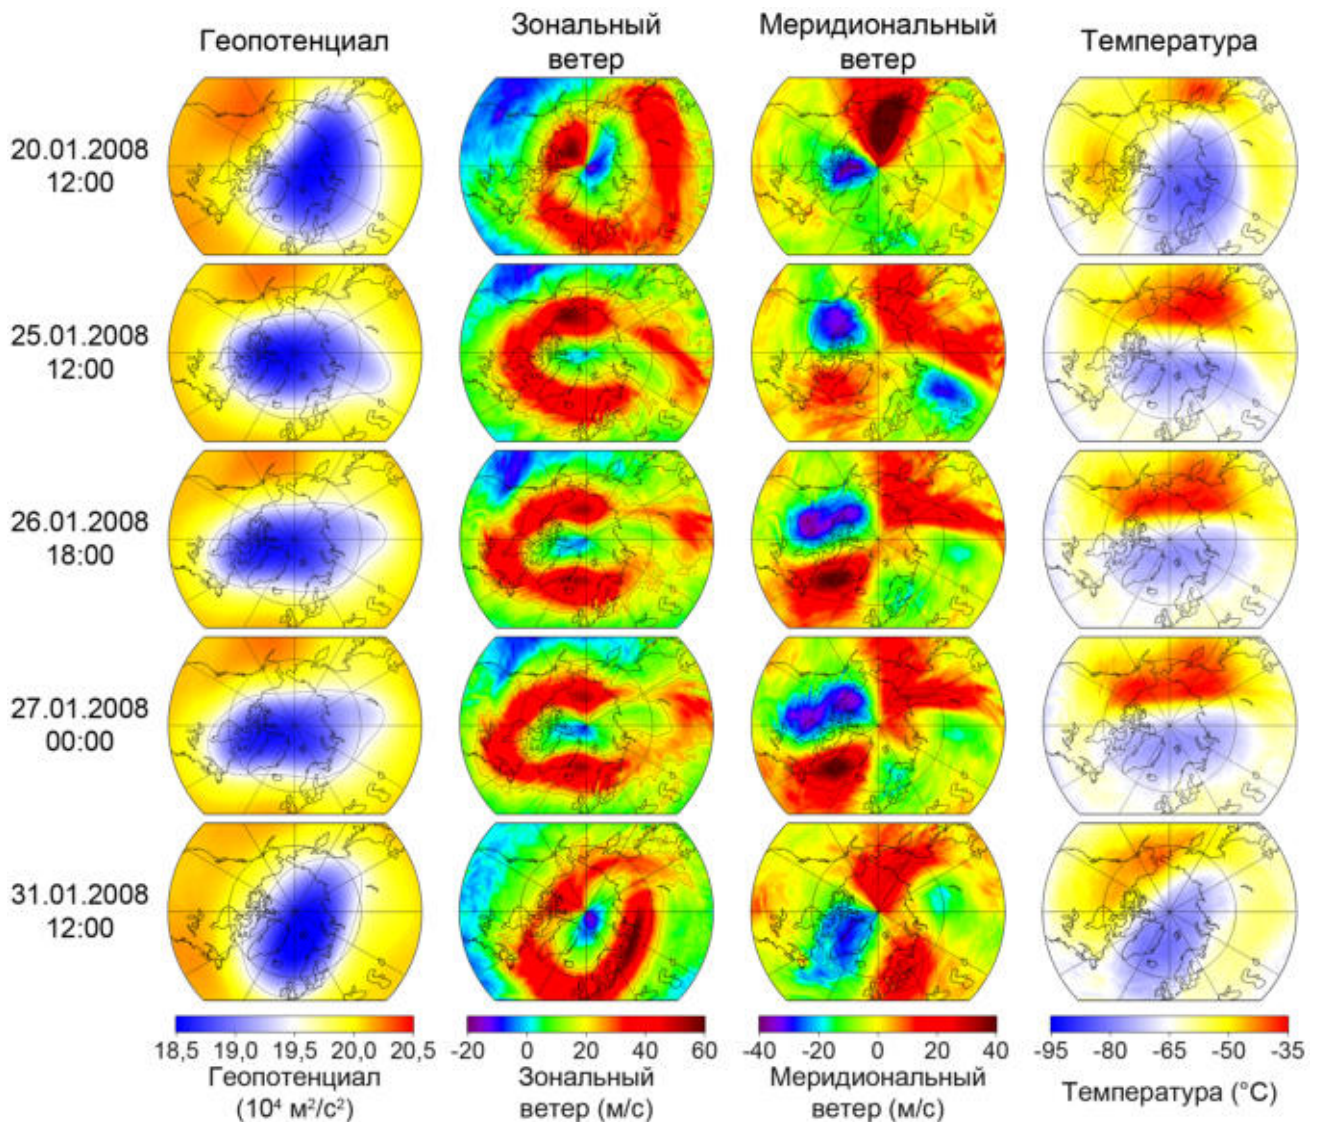 Геопотенциал
Зональный
ветер
Меридиональный
ветер
Температура
20.01.2008
12:00
25.01.2008
12:00
26.01.2008
18:00
27.01.2008
00:00
31.01.2008
12:00
18,5 19,0 19,5 20,0 20,5
Геопотенциал
(10⁴ м²/с²)
-20 0 20 40 60
Зональный
ветер (м/с)
-40 -20 0 20 40
Меридиональный
ветер (м/с)
-95 -80 -65 -50 -35
Температура (°C)